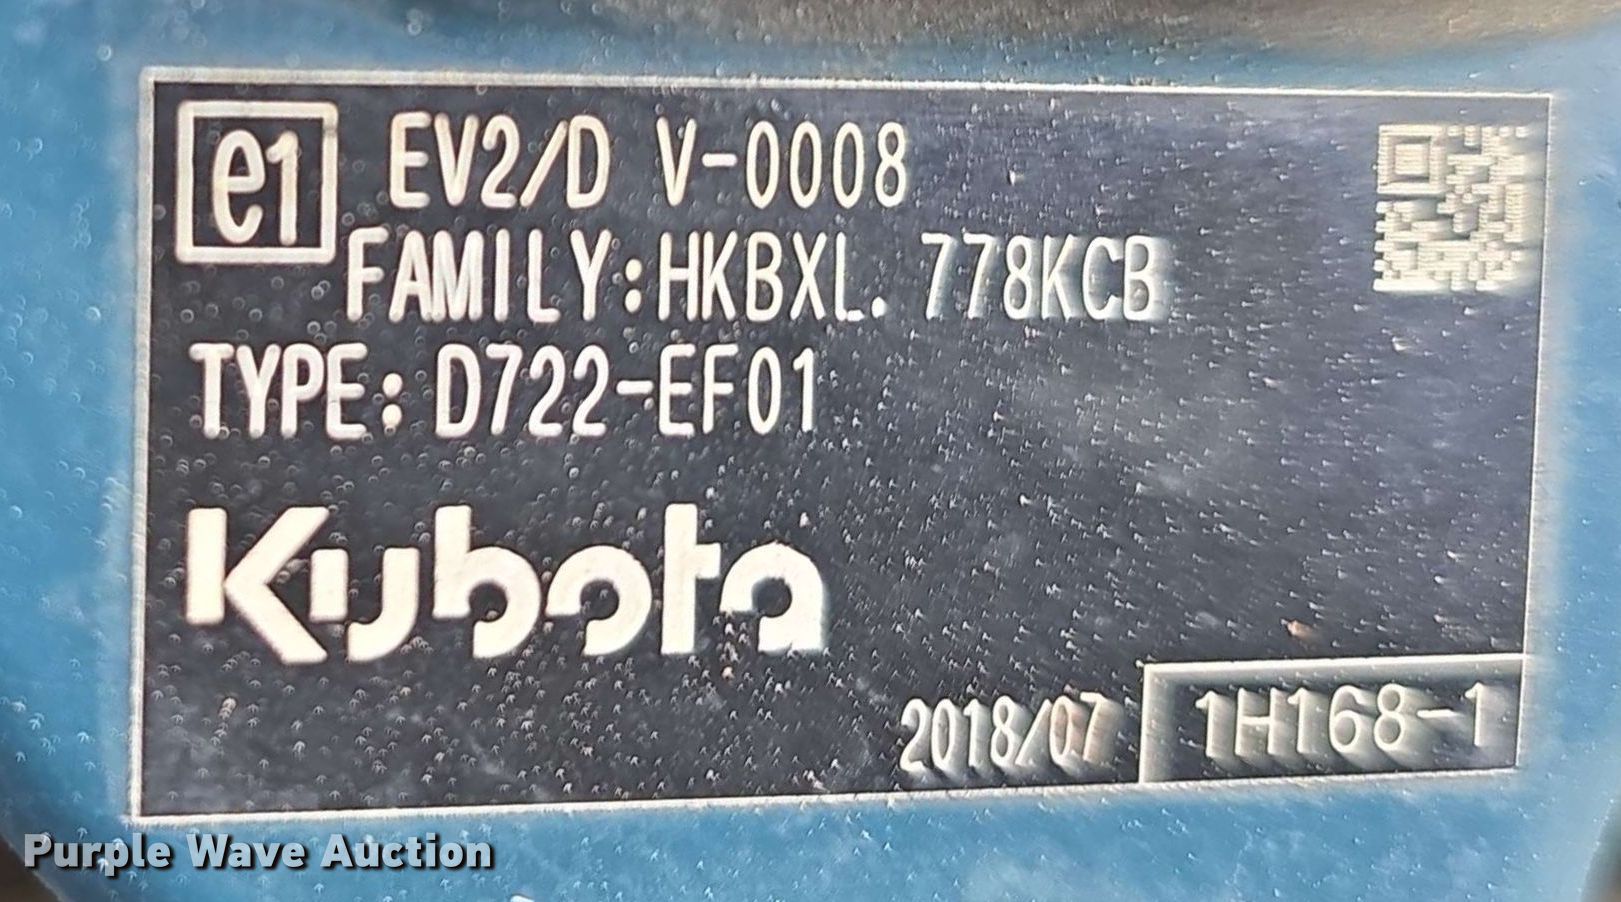 e1 EV2/D V-0008
FAMILY:HKBXL. 778KCB
TYPE: D722-EF01
Kubota
2018/07 1H168-1
Purple Wave Auction